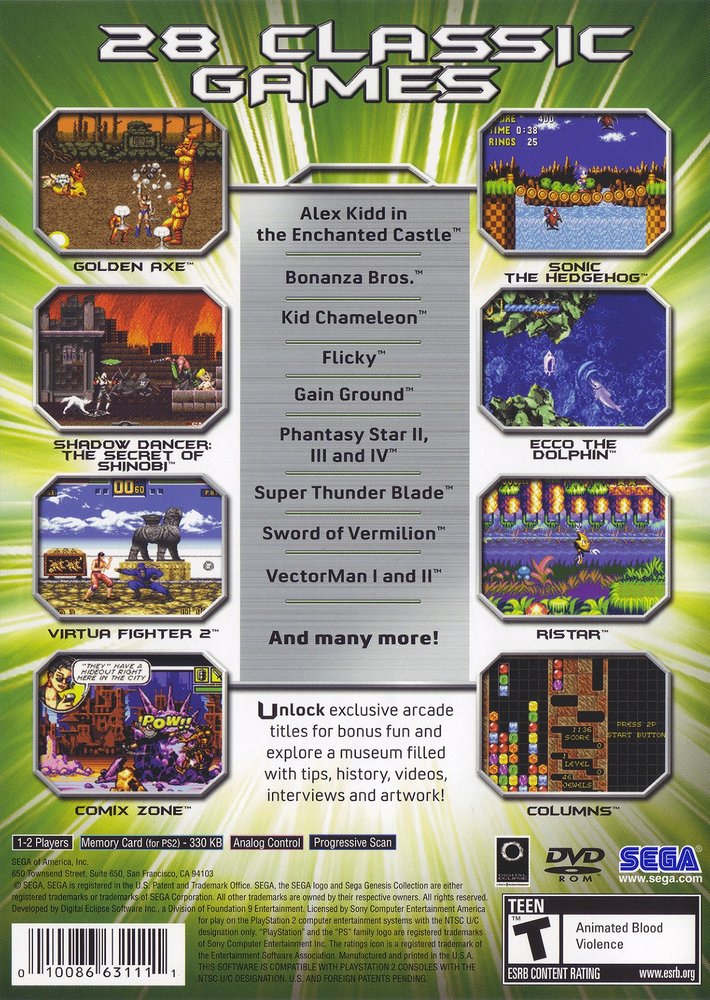 28 CLASSIC
GAMES
GOLDEN AXE™
SHADOW DANCER:
THE SECRET OF
SHINOBI™
00 60
VIRTUA FIGHTER 2™
"THEY" HAVE A
HIDEOUT RIGHT
HERE IN THE CITY
POW!!
COMIX ZONE™
Alex Kidd in
the Enchanted Castle™
Bonanza Bros.™
Kid Chameleon™
Flicky™
Gain Ground™
Phantasy Star II,
III and IV™
Super Thunder Blade™
Sword of Vermilion™
VectorMan I and II™
And many more!
Unlock exclusive arcade
titles for bonus fun and
explore a museum filled
with tips, history, videos,
interviews and artwork!
400
TIME 0:38
RINGS 25
SONIC
THE HEDGEHOG™
ECCO THE
DOLPHIN™
RISTAR™
1136
SCORE
1
LEVEL
46
JEWELS
PRESS 2P
START BUTTON
COLUMNS™
1-2 Players
Memory Card (for PS2) - 330 KB
Analog Control
Progressive Scan
SEGA of America, Inc.
650 Townsend Street, Suite 650, San Francisco, CA 94103
© SEGA. SEGA is registered in the U.S. Patent and Trademark Office. SEGA, the SEGA logo and Sega Genesis Collection are either
registered trademarks or trademarks of SEGA Corporation. All other trademarks are owned by their respective owners. All rights reserved.
Developed by Digital Eclipse Software Inc., a Division of Foundation 9 Entertainment. Licensed by Sony Computer Entertainment America
for play on the PlayStation 2 computer entertainment systems with the NTSC U/C
designation only. "PlayStation" and the "PS" family logo are registered trademarks
of Sony Computer Entertainment Inc. The ratings icon is a registered trademark of
the Entertainment Software Association. Manufactured and printed in the U.S.A.
THIS SOFTWARE IS COMPATIBLE WITH PLAYSTATION 2 CONSOLES WITH THE
NTSC U/C DESIGNATION. U.S. AND FOREIGN PATENTS PENDING.
0 10086 63111 1
DIGITAL
ECLIPSE
DVD
ROM™
SEGA®
www.sega.com
TEEN
T™
Animated Blood
Violence
ESRB CONTENT RATING
www.esrb.org